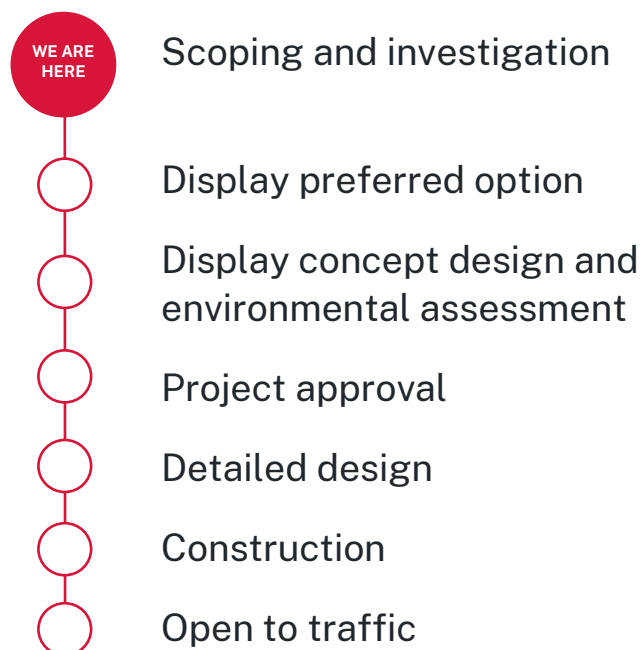 WE ARE
HERE
Scoping and investigation
Display preferred option
Display concept design and
environmental assessment
Project approval
Detailed design
Construction
Open to traffic